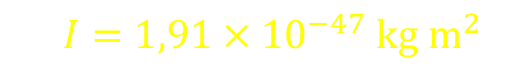 I = 1,91 × 10⁻⁴⁷ kg m²